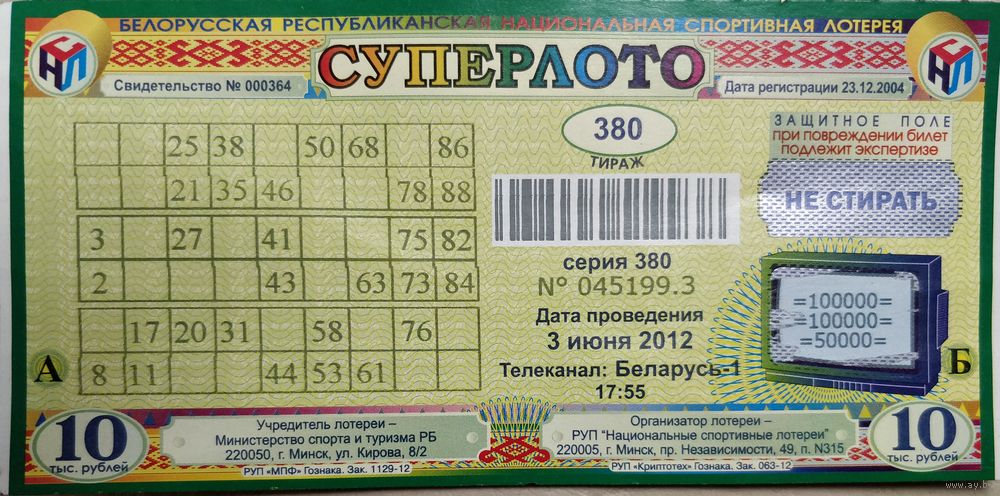 БЕЛОРУССКАЯ РЕСПУБЛИКАНСКАЯ НАЦИОНАЛЬНАЯ СПОРТИВНАЯ ЛОТЕРЕЯ
СНЛ
СУПЕРЛОТО
СНЛ
Свидетельство № 000364
Дата регистрации 23.12.2004
25 38 50 68 86
21 35 46 78 88
3 27 41 75 82
2 43 63 73 84
17 20 31 58 76
8 11 44 53 61
380
ТИРАЖ
серия 380
№ 045199.3
Дата проведения
3 июня 2012
Телеканал: Беларусь-1
17:55
ЗАЩИТНОЕ ПОЛЕ
при повреждении билет
подлежит экспертизе
НЕ СТИРАТЬ
=100000=
=100000=
=50000=
А
Б
10
тыс. рублей
Учредитель лотереи –
Министерство спорта и туризма РБ
220050, г. Минск, ул. Кирова, 8/2
РУП «МПФ» Гознака. Зак. 1129-12
Организатор лотереи –
РУП "Национальные спортивные лотереи"
220005, г. Минск, пр. Независимости, 49, п. N315
РУП «Криптотех» Гознака. Зак. 063-12
10
тыс. рублей
www.ay.by